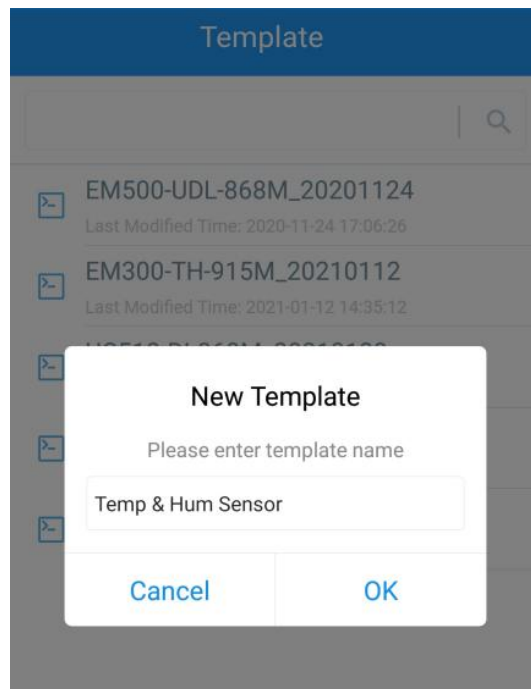 Template
EM500-UDL-868M_20201124
Last Modified Time: 2020-11-24 17:06:26
EM300-TH-915M_20210112
Last Modified Time: 2021-01-12 14:35:12
New Template
Please enter template name
Temp & Hum Sensor
Cancel OK